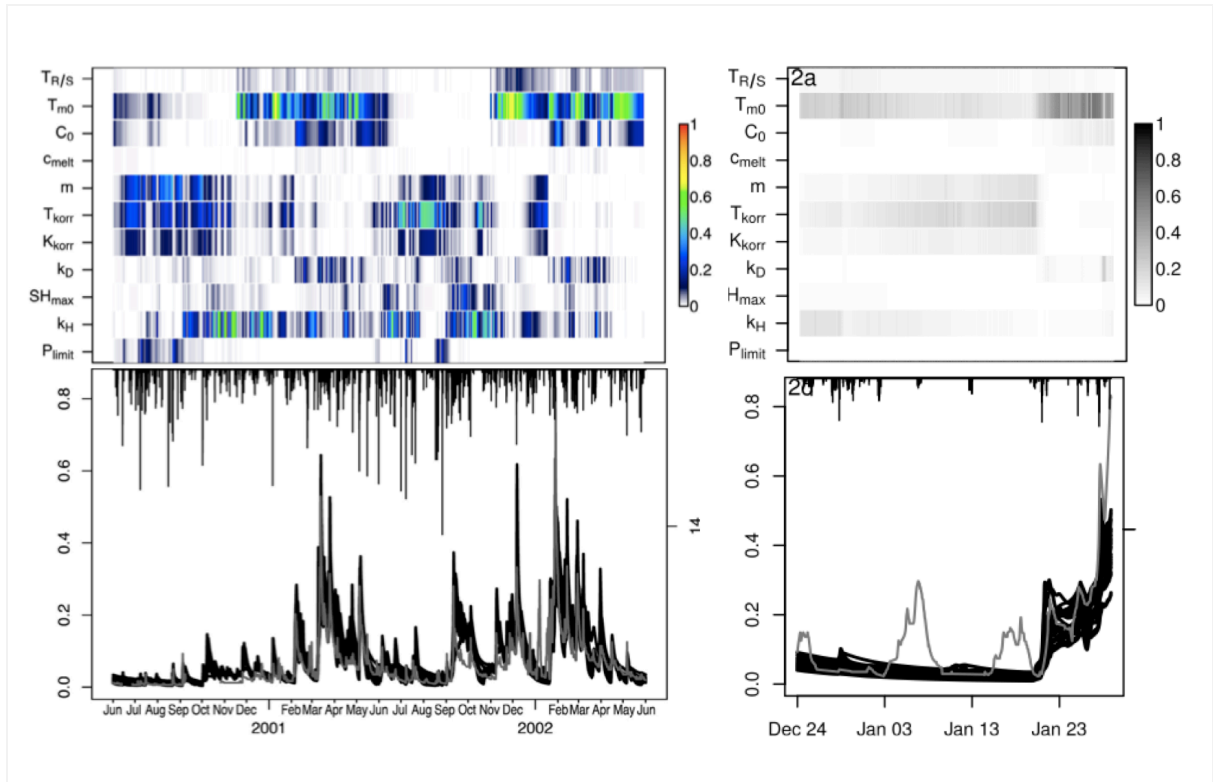 T_R/S
T_m0
C_0
c_melt
m
T_korr
K_korr
k_D
SH_max
k_H
P_limit
1
0.8
0.6
0.4
0.2
0
2a
T_R/S
T_m0
C_0
c_melt
m
T_korr
K_korr
k_D
H_max
k_H
P_limit
1
0.8
0.6
0.4
0.2
0
0.8
0.6
0.4
0.2
0.0
14
Jun Jul Aug Sep Oct Nov Dec Feb Mar Apr May Jun Jul Aug Sep Oct Nov Dec Feb Mar Apr May Jun
2001 2002
0.8
0.6
0.4
0.2
0.0
Dec 24 Jan 03 Jan 13 Jan 23